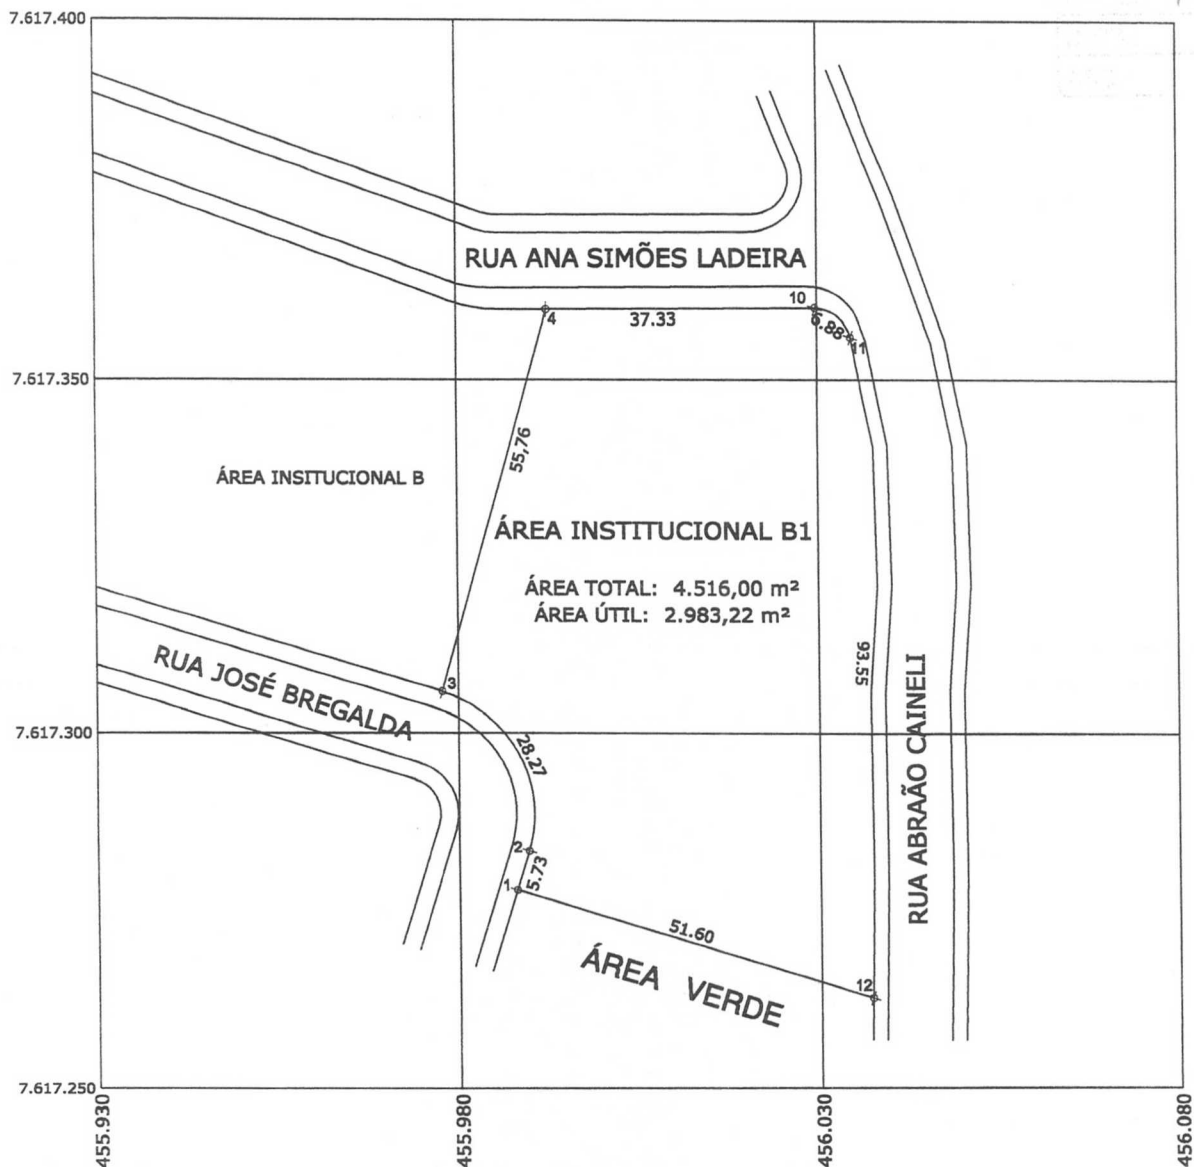 7.617.400
RUA ANA SIMÕES LADEIRA
10
4
37.33
6.88
11
7.617.350
55,76
ÁREA INSITUCIONAL B
ÁREA INSTITUCIONAL B1
ÁREA TOTAL: 4.516,00 m²
ÁREA ÚTIL: 2.983,22 m²
93.55
RUA ABRAÃO CAINELI
RUA JOSÉ BREGALDA
3
7.617.300
28.27
2
5.73
1
51.60
ÁREA VERDE
12
7.617.250
455.930
455.980
456.030
456.080